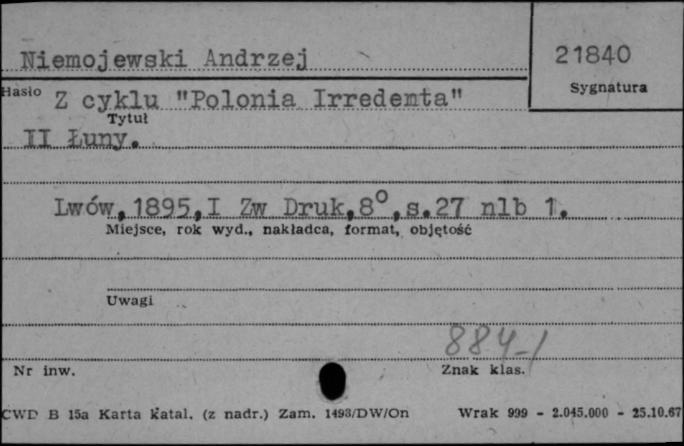 Niemojewski Andrzej
21840
Sygnatura
Hasło
Z cyklu "Polonia Irredenta"
Tytuł
II Łuny.
Lwów, 1895, I Zw Druk, 8°, s.27 nlb 1.
Miejsce, rok wyd., nakładca, format, objętość
Uwagi
884-1
Nr inw.
Znak klas.
CWD B 15a Karta katal. (z nadr.) Zam. 1493/DW/On Wrak 999 - 2.045.000 - 25.10.67